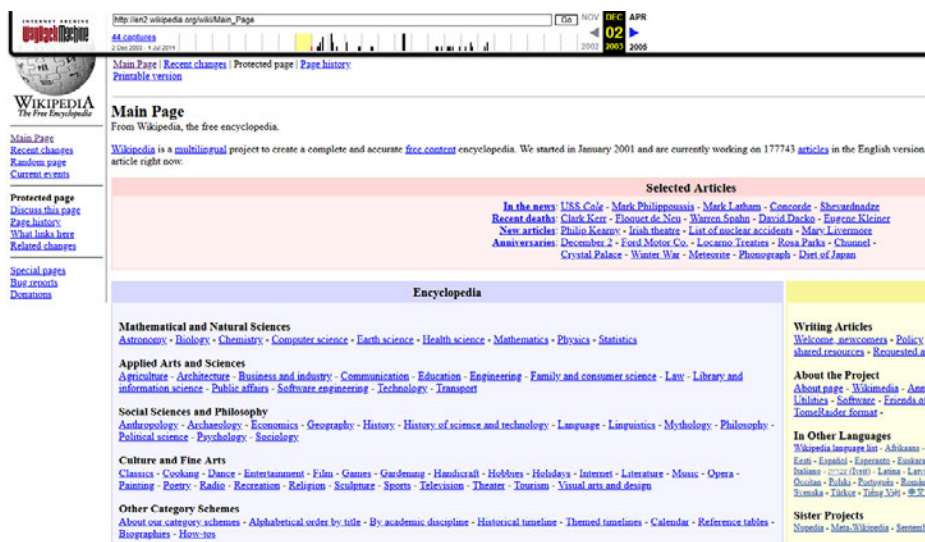 INTERNET ARCHIVE
WayBackMachine
http://en2.wikipedia.org/wiki/Main_Page
Go
NOV DEC APR
44 captures
02
2 Dec 2003 - 4 Jul 2014
2002 2003 2005
Main Page | Recent changes | Protected page | Page history
Printable version
WIKIPEDIA
The Free Encyclopedia
Main Page
Recent changes
Random page
Current events
Protected page
Discuss this page
Page history
What links here
Related changes
Special pages
Bug reports
Donations
Main Page
From Wikipedia, the free encyclopedia.
Wikipedia is a multilingual project to create a complete and accurate free content encyclopedia. We started in January 2001 and are currently working on 177743 articles in the English version
article right now.
Selected Articles
In the news: USS Cole - Mark Philippoussis - Mark Latham - Concorde - Shevardnadze
Recent deaths: Clark Kerr - Floquet de Neu - Warren Spahn - David Dacko - Eugene Kleiner
New articles: Philip Kearny - Irish theatre - List of nuclear accidents - Mary Livermore
Anniversaries: December 2 - Ford Motor Co. - Locarno Treaties - Rosa Parks - Chunnel -
Crystal Palace - Winter War - Meteorite - Phonograph - Diet of Japan
Encyclopedia
Mathematical and Natural Sciences
Astronomy - Biology - Chemistry - Computer science - Earth science - Health science - Mathematics - Physics - Statistics
Applied Arts and Sciences
Agriculture - Architecture - Business and industry - Communication - Education - Engineering - Family and consumer science - Law - Library and
information science - Public affairs - Software engineering - Technology - Transport
Social Sciences and Philosophy
Anthropology - Archaeology - Economics - Geography - History - History of science and technology - Language - Linguistics - Mythology - Philosophy -
Political science - Psychology - Sociology
Culture and Fine Arts
Classics - Cooking - Dance - Entertainment - Film - Games - Gardening - Handicraft - Hobbies - Holidays - Internet - Literature - Music - Opera -
Painting - Poetry - Radio - Recreation - Religion - Sculpture - Sports - Television - Theater - Tourism - Visual arts and design
Other Category Schemes
About our category schemes - Alphabetical order by title - By academic discipline - Historical timeline - Themed timelines - Calendar - Reference tables -
Biographies - How-tos
Writing Articles
Welcome, newcomers - Policy
shared resources - Requested a
About the Project
About page - Wikimedia - Ann
Utilities - Software - Friends of
TomeRaider format -
In Other Languages
Wikipedia language list - Afrikaans -
Eesti - Español - Esperanto - Euskara
Italiano - עברית (Ivrit) - Latina - Latv
Occitan - Polski - Português - Român
Svenska - Türkçe - Tiếng Việt - 中文
Sister Projects
Nupedia - Meta-Wikipedia - Septemb